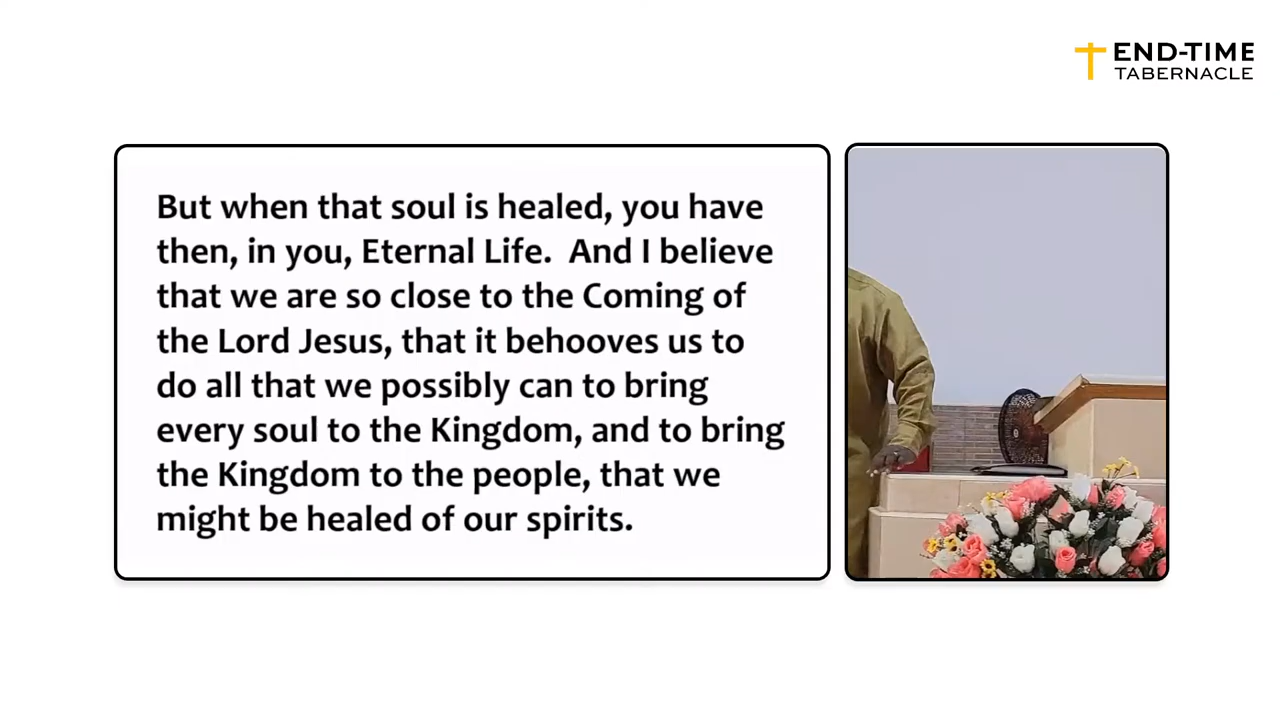 END-TIME
TABERNACLE
But when that soul is healed, you have
then, in you, Eternal Life.  And I believe
that we are so close to the Coming of
the Lord Jesus, that it behooves us to
do all that we possibly can to bring
every soul to the Kingdom, and to bring
the Kingdom to the people, that we
might be healed of our spirits.